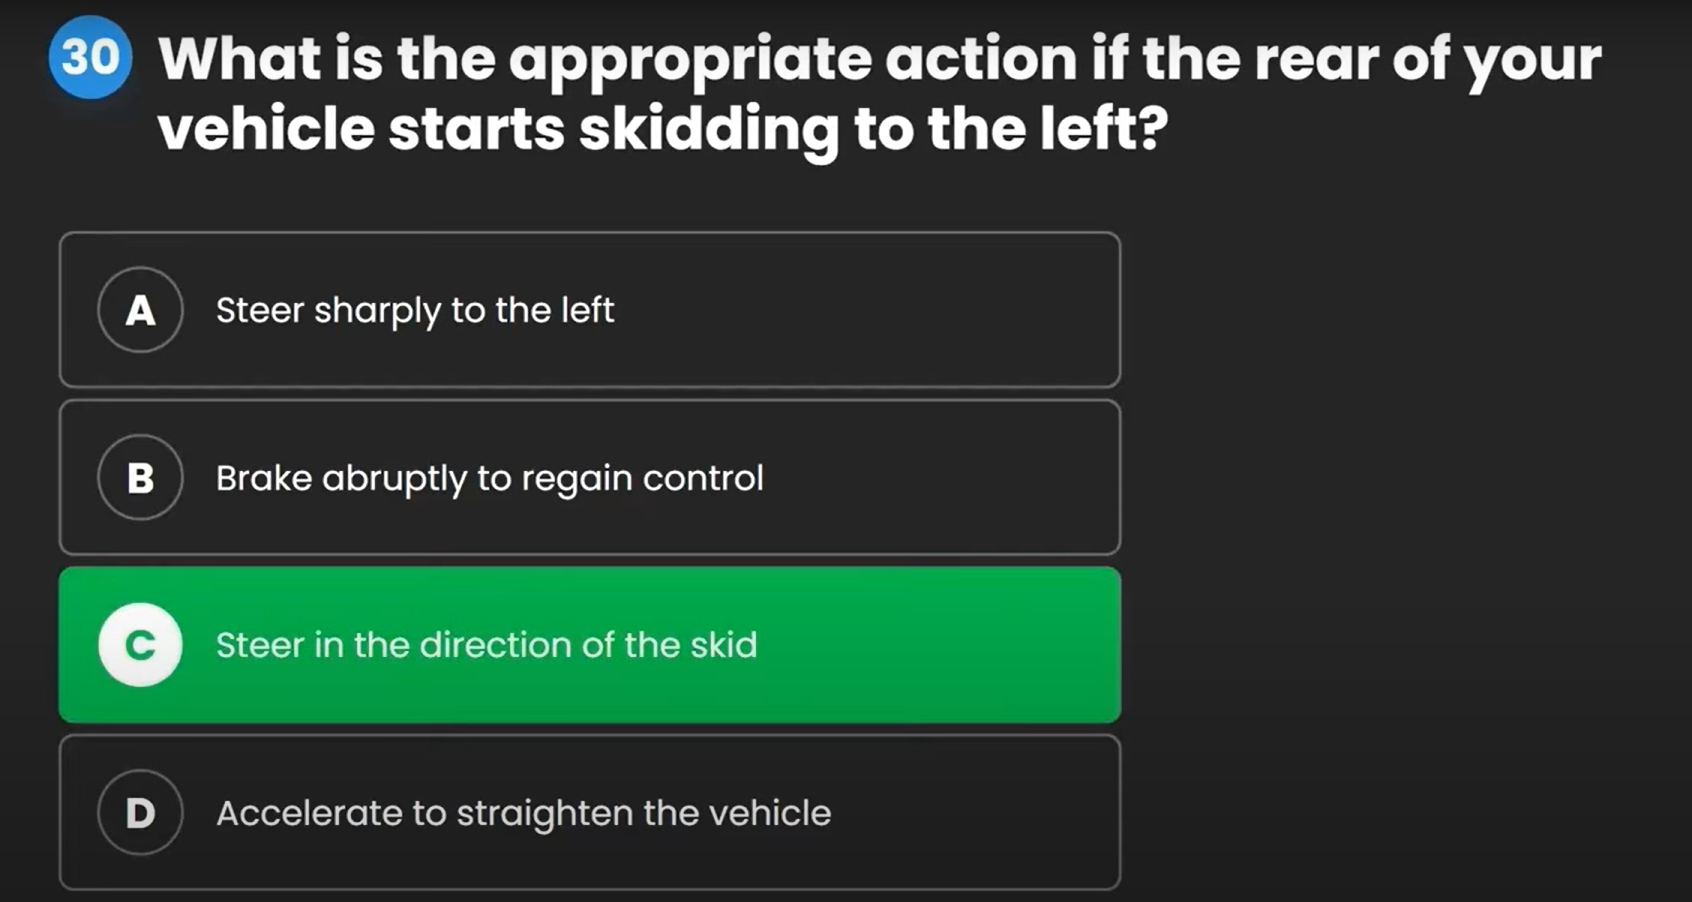 30 What is the appropriate action if the rear of your
vehicle starts skidding to the left?
A Steer sharply to the left
B Brake abruptly to regain control
C Steer in the direction of the skid
D Accelerate to straighten the vehicle